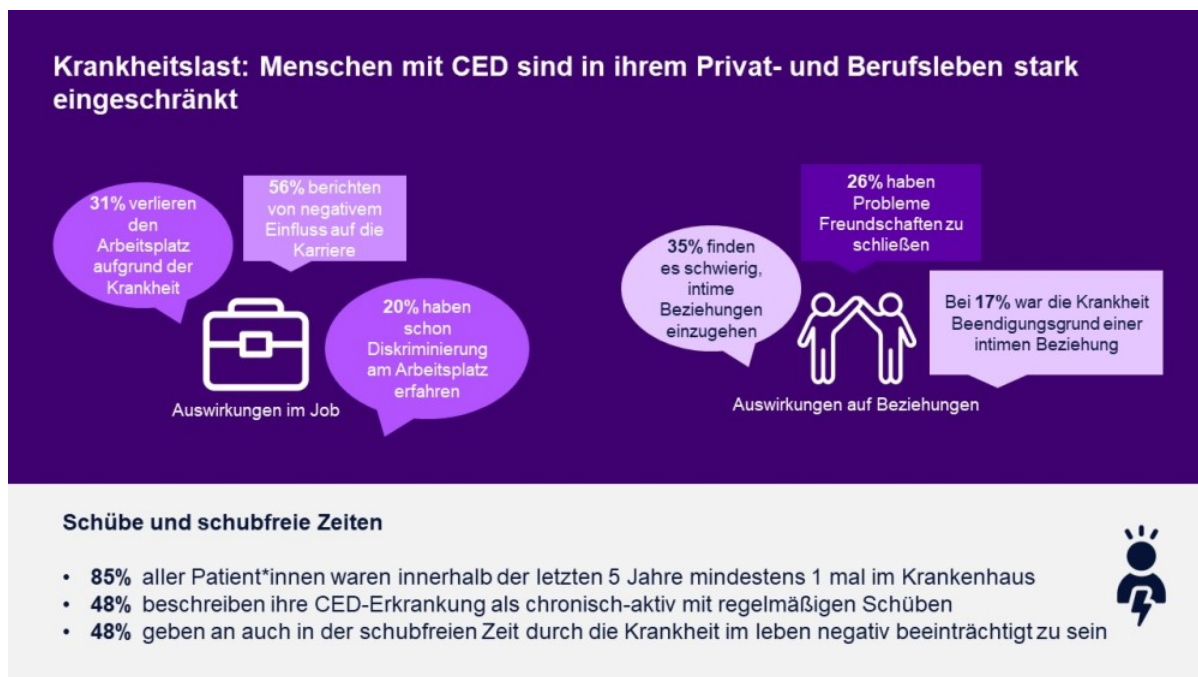 Krankheitslast: Menschen mit CED sind in ihrem Privat- und Berufsleben stark
eingeschränkt
31% verlieren
den
Arbeitsplatz
aufgrund der
Krankheit
56% berichten
von negativem
Einfluss auf die
Karriere
20% haben
schon
Diskriminierung
am Arbeitsplatz
erfahren
Auswirkungen im Job
35% finden
es schwierig,
intime
Beziehungen
einzugehen
26% haben
Probleme
Freundschaften zu
schließen
Bei 17% war die Krankheit
Beendigungsgrund einer
intimen Beziehung
Auswirkungen auf Beziehungen
Schübe und schubfreie Zeiten
• 85% aller Patient*innen waren innerhalb der letzten 5 Jahre mindestens 1 mal im Krankenhaus
• 48% beschreiben ihre CED-Erkrankung als chronisch-aktiv mit regelmäßigen Schüben
• 48% geben an auch in der schubfreien Zeit durch die Krankheit im leben negativ beeinträchtigt zu sein